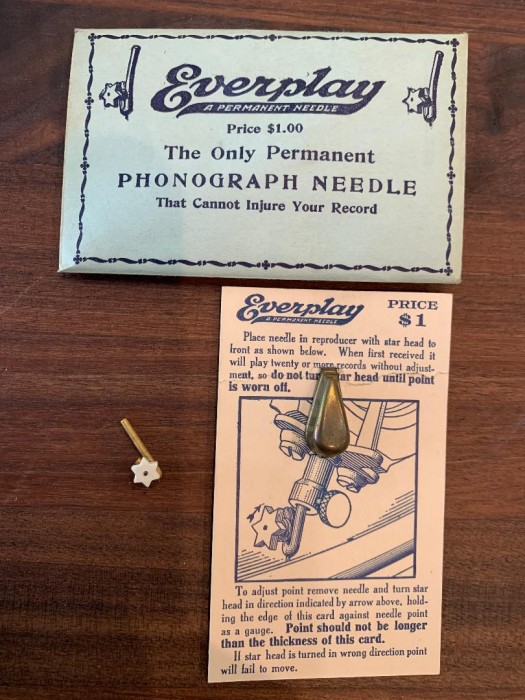 Everplay
A PERMANENT NEEDLE
Price $1.00
The Only Permanent
PHONOGRAPH NEEDLE
That Cannot Injure Your Record
Everplay
A PERMANENT NEEDLE
PRICE
$1
Place needle in reproducer with star head to
front as shown below. When first received it
will play twenty or more records without adjust-
ment, so do not turn star head until point
is worn off.
To adjust point remove needle and turn star
head in direction indicated by arrow above, hold-
ing the edge of this card against needle point
as a gauge. Point should not be longer
than the thickness of this card.
If star head is turned in wrong direction point
will fail to move.